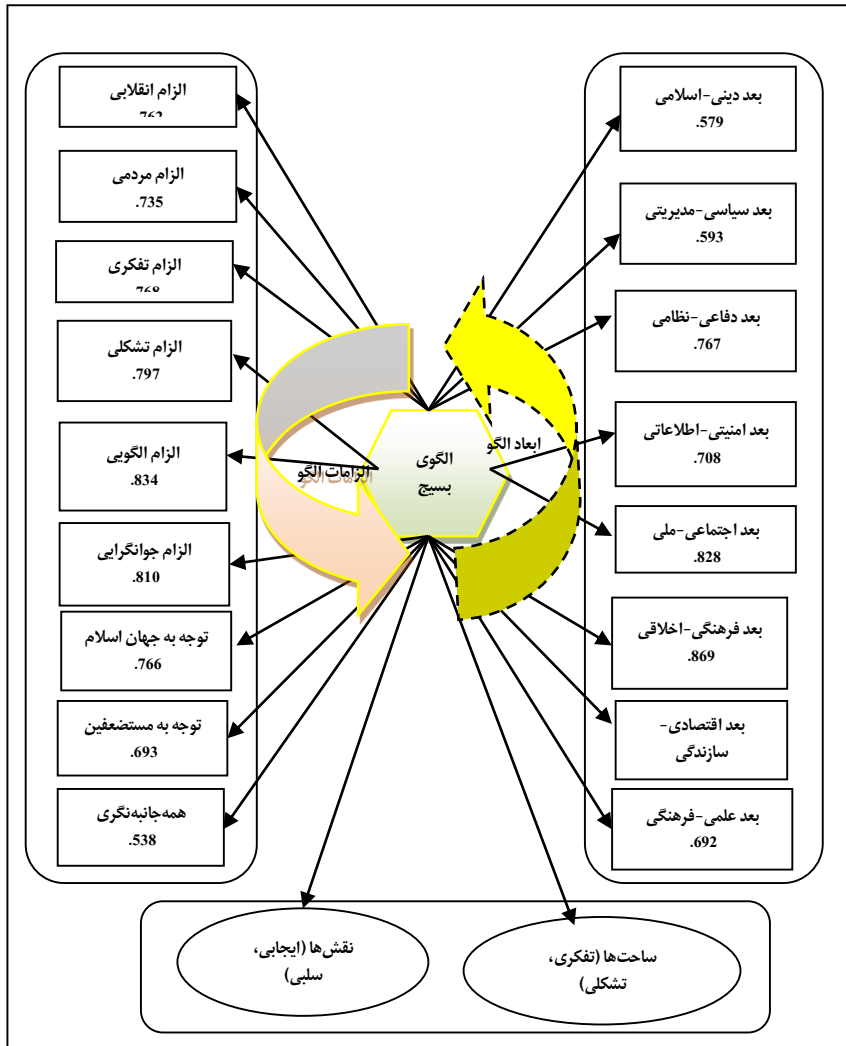 بعد دینی-اسلامی
.579
بعد سیاسی-مدیریتی
.593
بعد دفاعی-نظامی
.767
بعد امنیتی-اطلاعاتی
.708
بعد اجتماعی-ملی
.828
بعد فرهنگی-اخلاقی
.869
بعد اقتصادی-
سازندگی
بعد علمی-فرهنگی
.692
ابعاد الگو
الگوی
بسیج
الزامات الگو
الزام انقلابی
الزام مردمی
.735
الزام تفکری
الزام تشکلی
.797
الزام الگویی
.834
الزام جوانگرایی
.810
توجه به جهان اسلام
.766
توجه به مستضعفین
.693
همه‌جانبه‌نگری
.538
ساحت‌ها (تفکری،
تشکلی)
نقش‌ها (ایجابی،
سلبی)